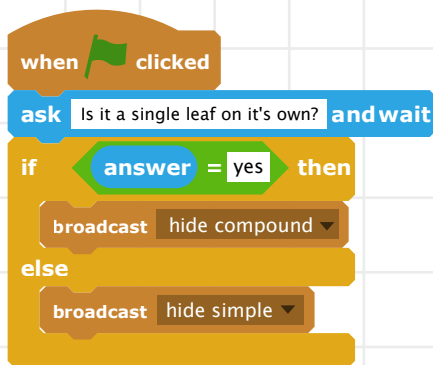 when clicked
ask Is it a single leaf on it's own? and wait
if answer = yes then
broadcast hide compound
else
broadcast hide simple